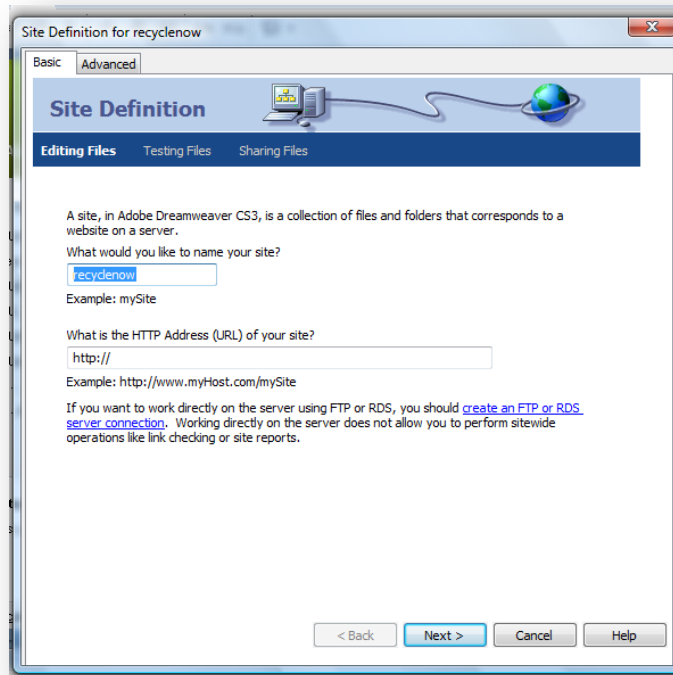 Site Definition for recyclenow
Basic Advanced
Site Definition
Editing Files Testing Files Sharing Files
A site, in Adobe Dreamweaver CS3, is a collection of files and folders that corresponds to a
website on a server.
What would you like to name your site?
recyclenow
Example: mySite
What is the HTTP Address (URL) of your site?
http://
Example: http://www.myHost.com/mySite
If you want to work directly on the server using FTP or RDS, you should create an FTP or RDS
server connection. Working directly on the server does not allow you to perform sitewide
operations like link checking or site reports.
< Back Next > Cancel Help